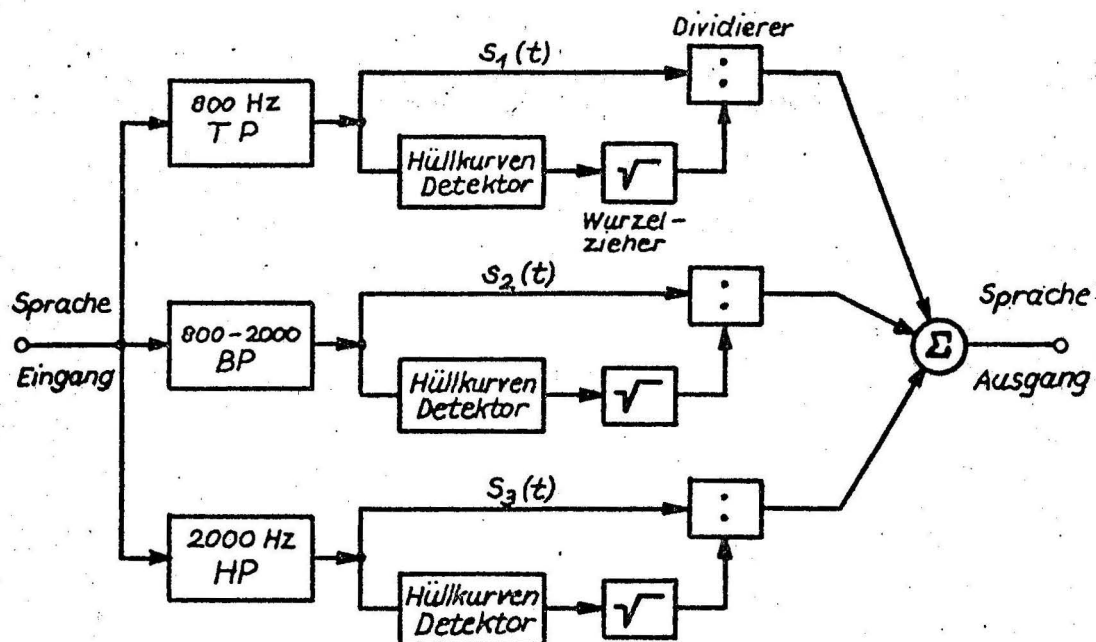 Dividierer
s₁(t)
:
800 Hz
TP
Hüllkurven
Detektor
√
Wurzel-
zieher
s₂(t)
:
Sprache
Eingang
800-2000
BP
Hüllkurven
Detektor
√
Σ
Sprache
Ausgang
s₃(t)
:
2000 Hz
HP
Hüllkurven
Detektor
√